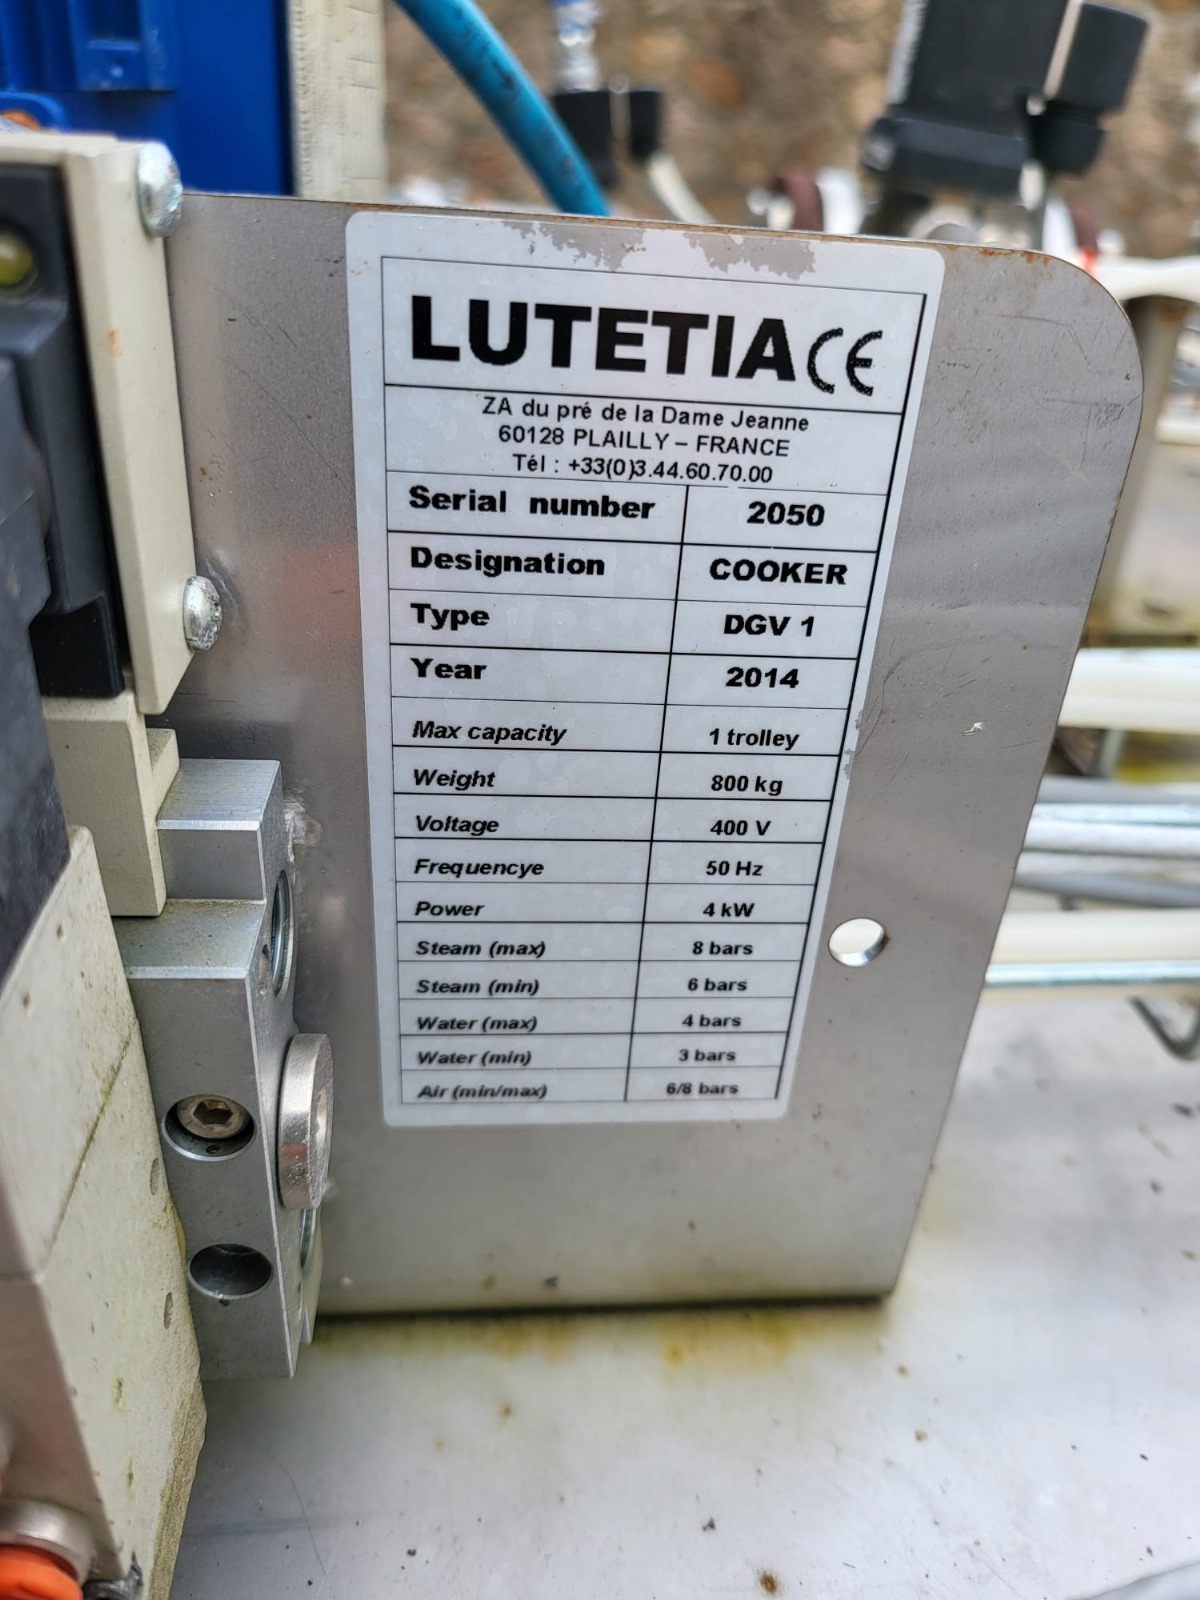 LUTETIA CE
ZA du pré de la Dame Jeanne
60128 PLAILLY – FRANCE
Tél : +33(0)3.44.60.70.00
Serial number 2050
Designation COOKER
Type DGV 1
Year 2014
Max capacity 1 trolley
Weight 800 kg
Voltage 400 V
Frequencye 50 Hz
Power 4 kW
Steam (max) 8 bars
Steam (min) 6 bars
Water (max) 4 bars
Water (min) 3 bars
Air (min/max) 6/8 bars